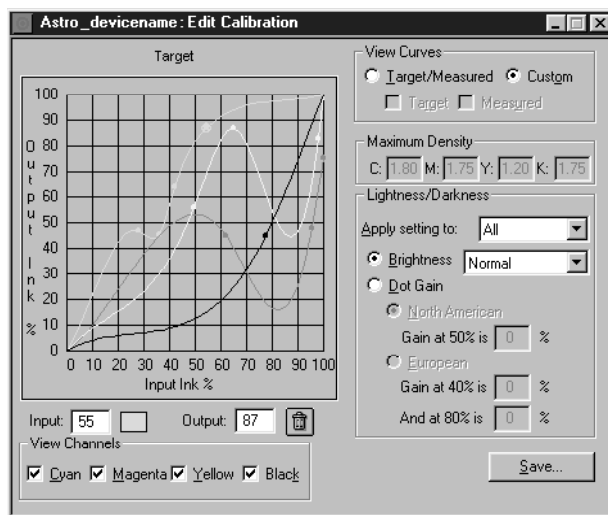 Astro_devicename: Edit Calibration
Target
100
90
80
70
60
50
40
30
20
10
0
Output Ink %
0 10 20 30 40 50 60 70 80 90 100
Input Ink %
Input: 55 Output: 87
View Channels
Cyan Magenta Yellow Black
View Curves
Target/Measured Custom
Target Measured
Maximum Density
C: 1.80 M: 1.75 Y: 1.20 K: 1.75
Lightness/Darkness
Apply setting to: All
Brightness Normal
Dot Gain
North American
Gain at 50% is 0 %
European
Gain at 40% is 0 %
And at 80% is 0 %
Save...